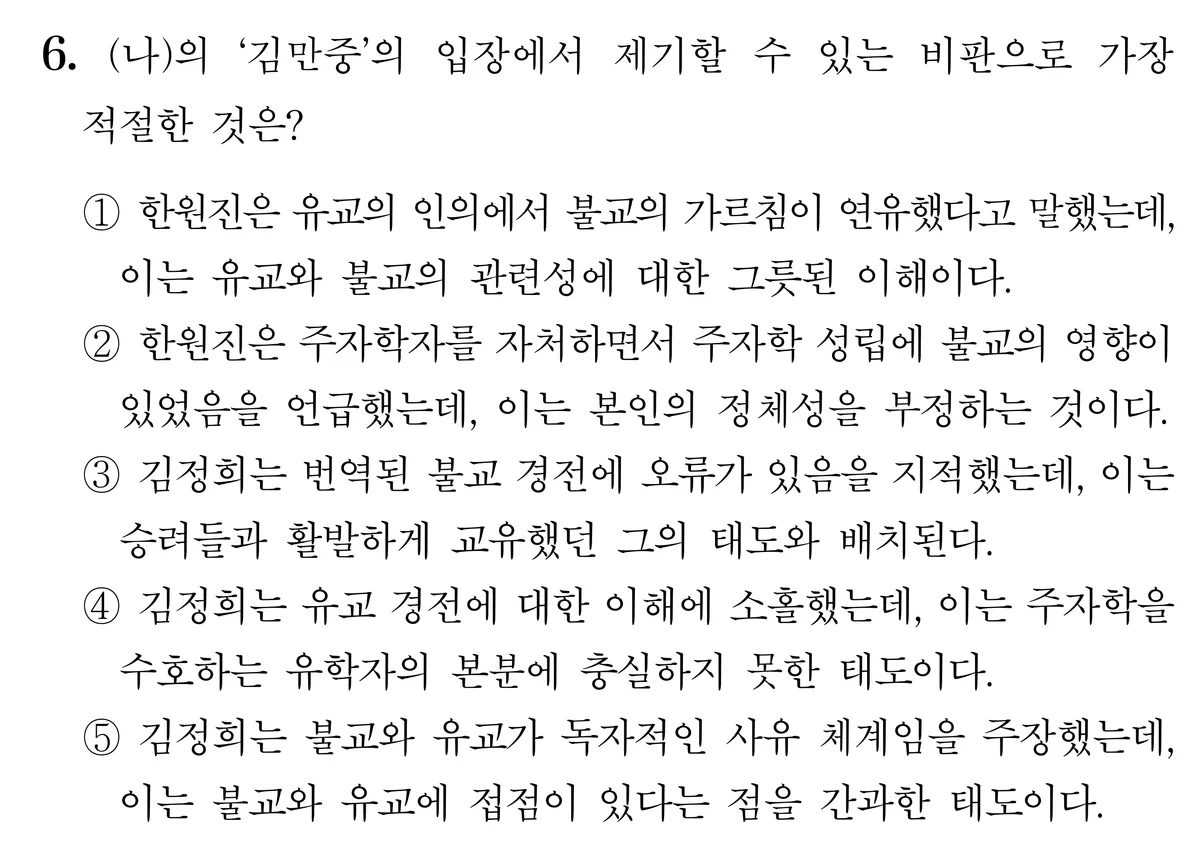 6. (나)의 ‘김만중’의 입장에서 제기할 수 있는 비판으로 가장
적절한 것은?
① 한원진은 유교의 인의에서 불교의 가르침이 연유했다고 말했는데,
이는 유교와 불교의 관련성에 대한 그릇된 이해이다.
② 한원진은 주자학자를 자처하면서 주자학 성립에 불교의 영향이
있었음을 언급했는데, 이는 본인의 정체성을 부정하는 것이다.
③ 김정희는 번역된 불교 경전에 오류가 있음을 지적했는데, 이는
승려들과 활발하게 교유했던 그의 태도와 배치된다.
④ 김정희는 유교 경전에 대한 이해에 소홀했는데, 이는 주자학을
수호하는 유학자의 본분에 충실하지 못한 태도이다.
⑤ 김정희는 불교와 유교가 독자적인 사유 체계임을 주장했는데,
이는 불교와 유교에 접점이 있다는 점을 간과한 태도이다.